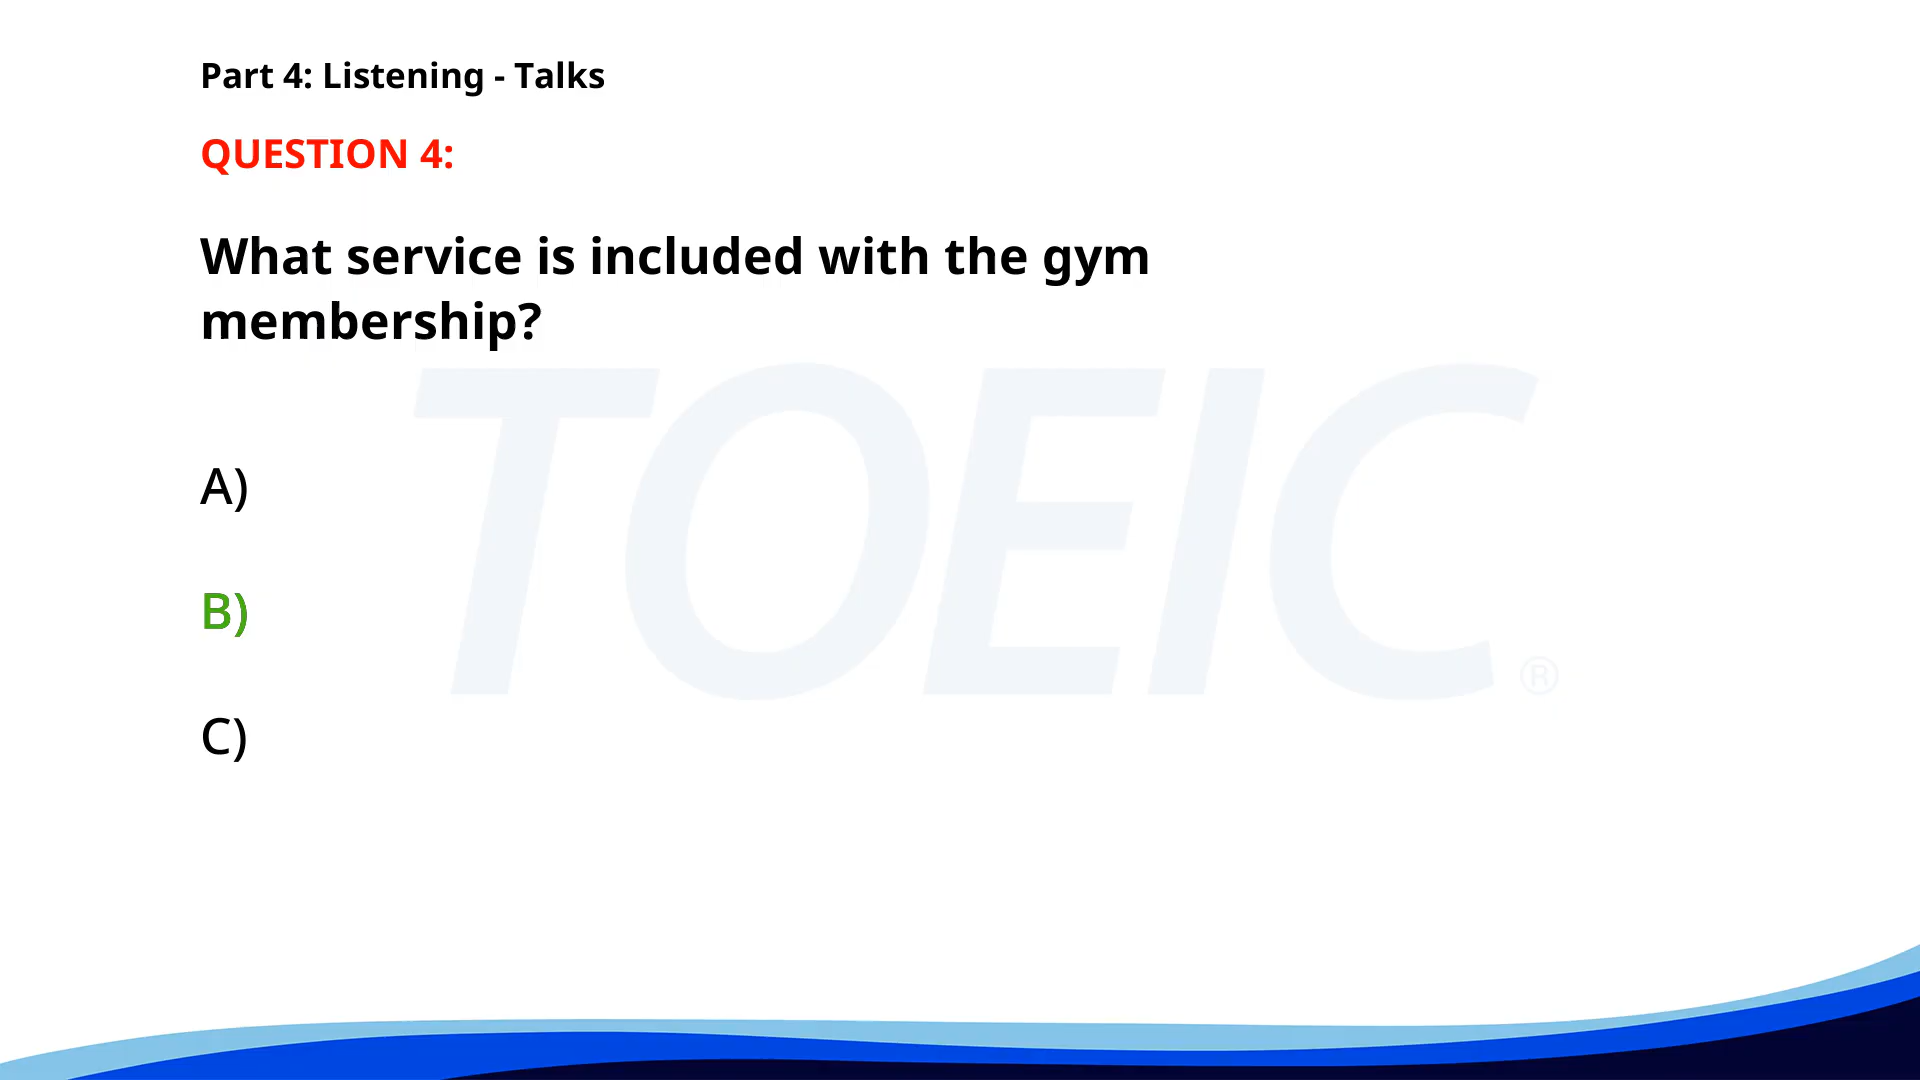 Part 4: Listening - Talks
QUESTION 4:
What service is included with the gym
membership?
A)
B)
C)
TOEIC®